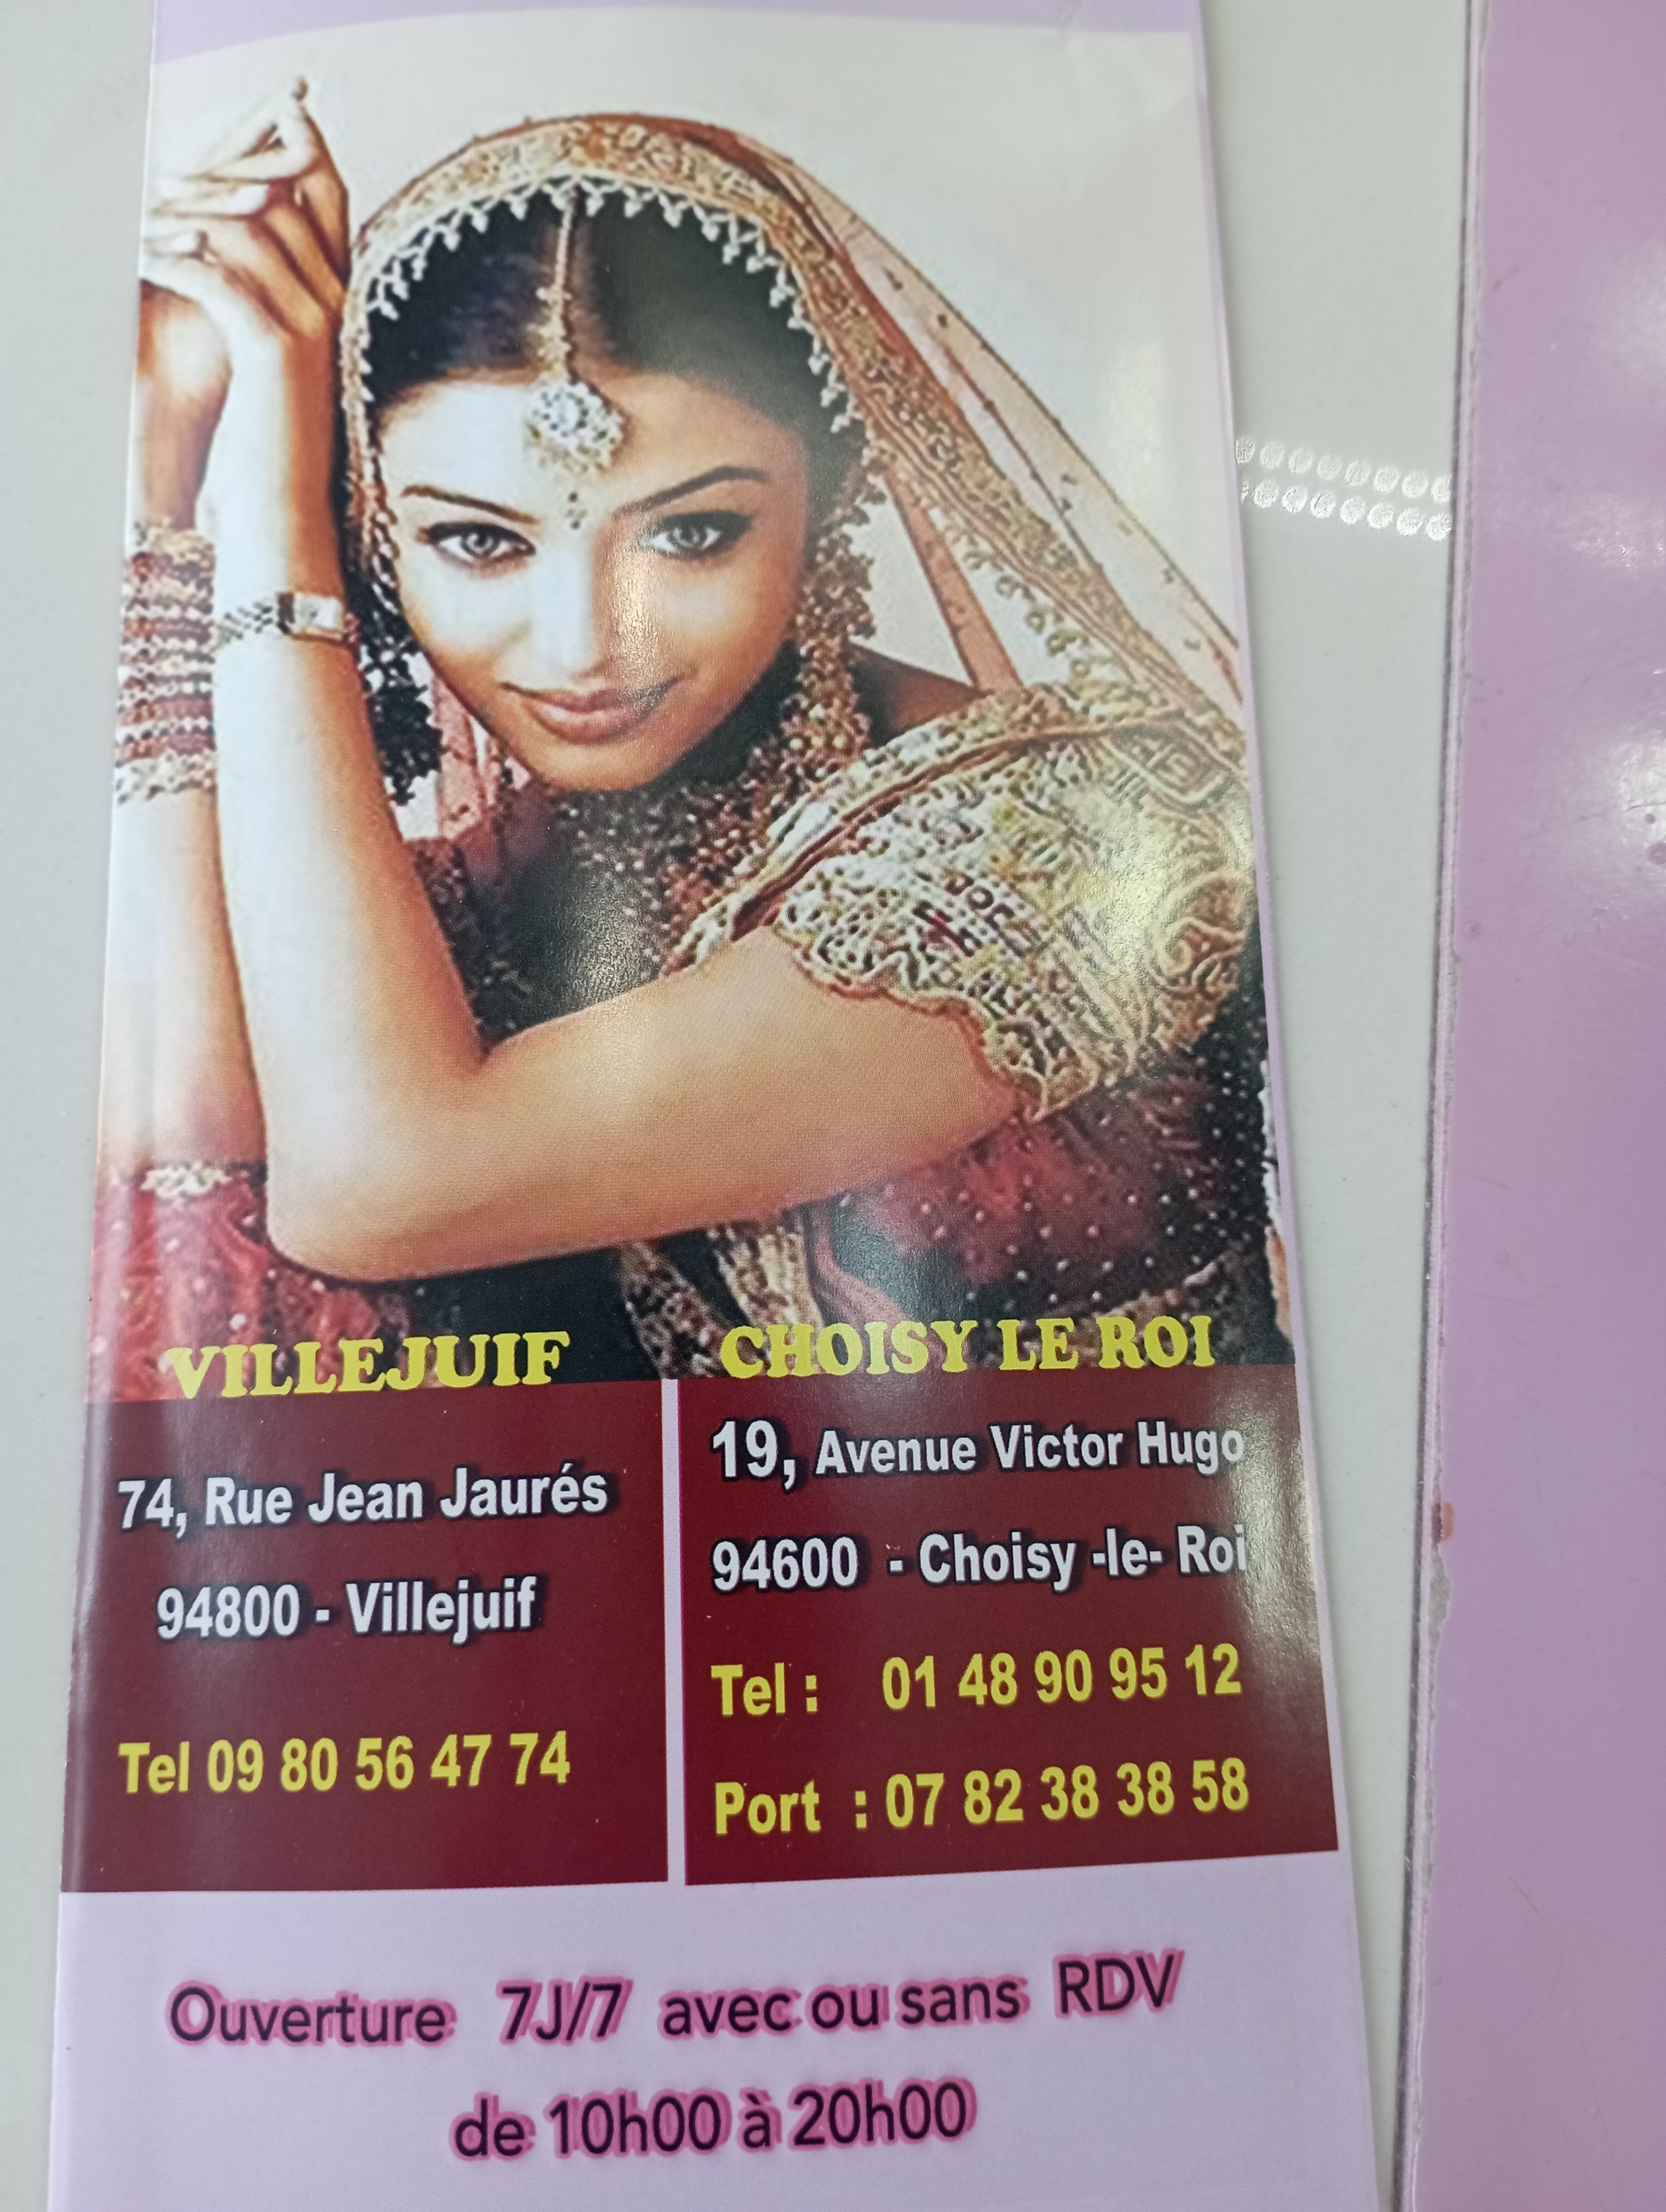 VILLEJUIF
74, Rue Jean Jaurés
94800 - Villejuif
Tel 09 80 56 47 74
CHOISY LE ROI
19, Avenue Victor Hugo
94600 - Choisy -le- Roi
Tel : 01 48 90 95 12
Port : 07 82 38 38 58
Ouverture 7J/7 avec ou sans RDV
de 10h00 à 20h00